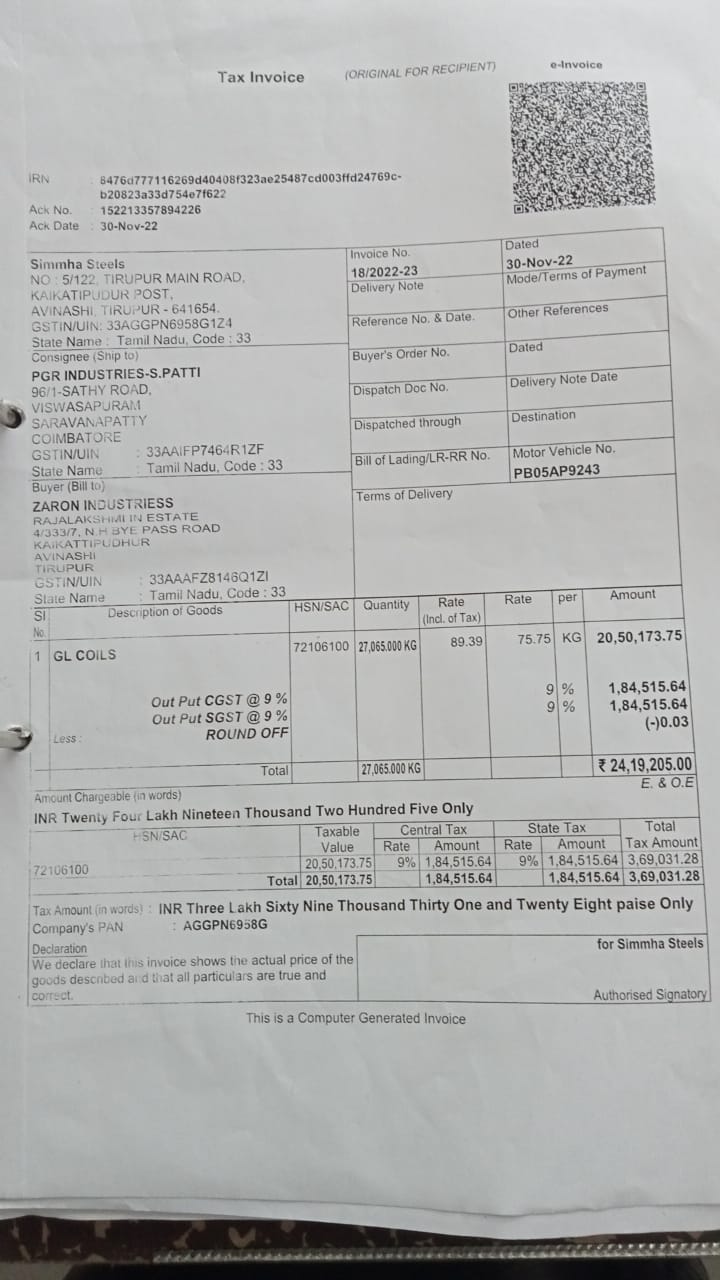 Tax Invoice
(ORIGINAL FOR RECIPIENT)
e-Invoice
IRN : 8476d777116269d40408f323ae25487cd003ffd24769c-
b20823a33d754e7f622
Ack No. : 152213357894226
Ack Date : 30-Nov-22
Simmha Steels
NO : 5/122, TIRUPUR MAIN ROAD,
KAIKATIPUDUR POST,
AVINASHI, TIRUPUR - 641654.
GSTIN/UIN: 33AGGPN6958G1Z4
State Name : Tamil Nadu, Code : 33
Invoice No.
18/2022-23
Dated
30-Nov-22
Delivery Note
Mode/Terms of Payment
Reference No. & Date.
Other References
Consignee (Ship to)
PGR INDUSTRIES-S.PATTI
96/1-SATHY ROAD,
VISWASAPURAM
SARAVANAPATTY
COIMBATORE
GSTIN/UIN : 33AAIFP7464R1ZF
State Name : Tamil Nadu, Code : 33
Buyer's Order No.
Dated
Dispatch Doc No.
Delivery Note Date
Dispatched through
Destination
Bill of Lading/LR-RR No.
Motor Vehicle No.
PB05AP9243
Buyer (Bill to)
ZARON INDUSTRIESS
RAJALAKSHMI IN ESTATE
4/333/7, N.H BYE PASS ROAD
KAIKATTIPUDHUR
AVINASHI
TIRUPUR
GSTIN/UIN : 33AAAFZ8146Q1ZI
State Name : Tamil Nadu, Code : 33
Terms of Delivery
Sl No. Description of Goods HSN/SAC Quantity Rate (Incl. of Tax) Rate per Amount
1 GL COILS 72106100 27,065.000 KG 89.39 75.75 KG 20,50,173.75
Out Put CGST @ 9 % 9 % 1,84,515.64
Out Put SGST @ 9 % 9 % 1,84,515.64
Less : ROUND OFF (-)0.03
Total 27,065.000 KG ₹ 24,19,205.00
Amount Chargeable (in words) E. & O.E
INR Twenty Four Lakh Nineteen Thousand Two Hundred Five Only
HSN/SAC Taxable Value Central Tax State Tax Total Tax Amount
Rate Amount Rate Amount
72106100 20,50,173.75 9% 1,84,515.64 9% 1,84,515.64 3,69,031.28
Total 20,50,173.75 1,84,515.64 1,84,515.64 3,69,031.28
Tax Amount (in words) : INR Three Lakh Sixty Nine Thousand Thirty One and Twenty Eight paise Only
Company's PAN : AGGPN6958G
Declaration
We declare that this invoice shows the actual price of the
goods described and that all particulars are true and
correct.
for Simmha Steels
Authorised Signatory
This is a Computer Generated Invoice